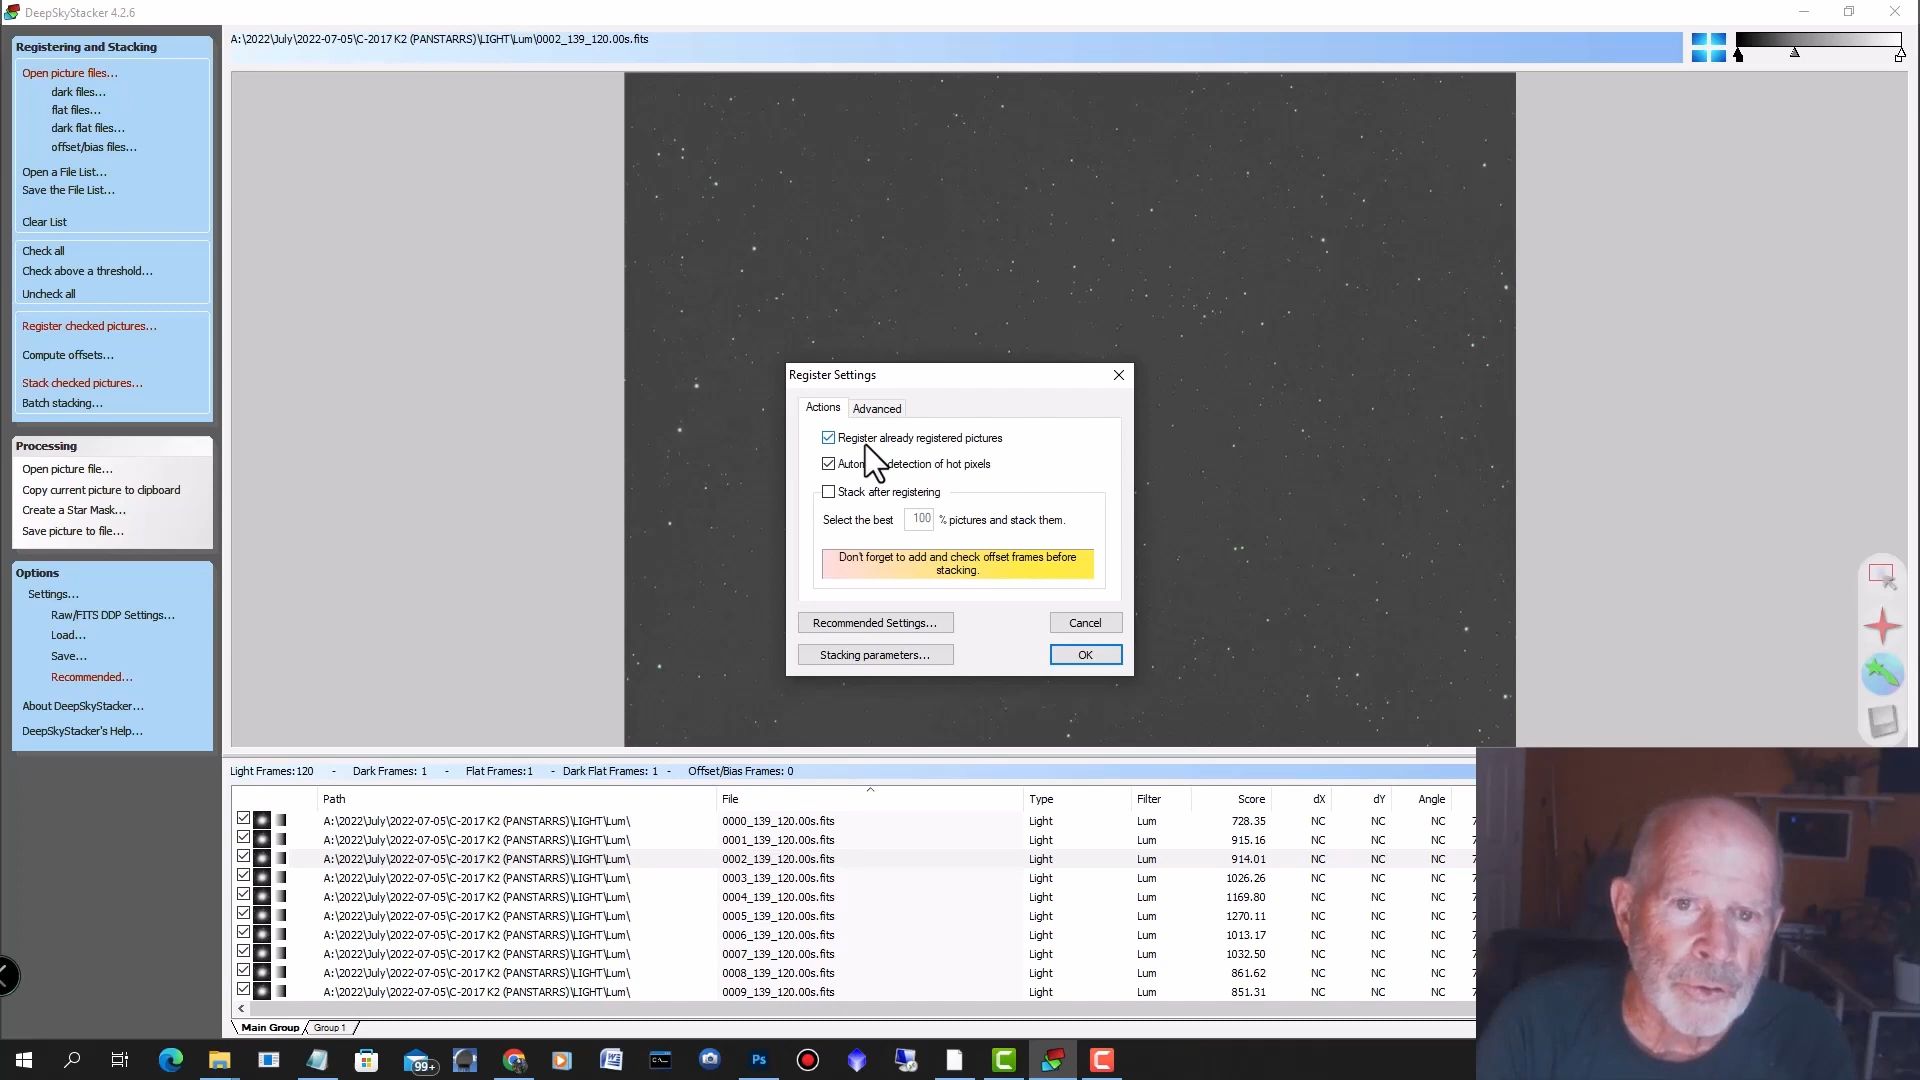 DeepSkyStacker 4.2.6
Registering and Stacking
Open picture files...
dark files...
flat files...
dark flat files...
offset/bias files...
Open a File List...
Save the File List...
Clear List
Check all
Check above a threshold...
Uncheck all
Register checked pictures...
Compute offsets...
Stack checked pictures...
Batch stacking...
Processing
Open picture file...
Copy current picture to clipboard
Create a Star Mask...
Save picture to file...
Options
Settings...
Raw/FITS DDP Settings...
Load...
Save...
Recommended...
About DeepSkyStacker...
DeepSkyStacker's Help...
A:\2022\July\2022-07-05\C-2017 K2 (PANSTARRS)\LIGHT\Lum\0002_139_120.00s.fits
Register Settings
Actions Advanced
Register already registered pictures
detection of hot pixels
Stack after registering
Select the best 100 % pictures and stack them.
Don't forget to add and check offset frames before
stacking.
Recommended Settings... Cancel
Stacking parameters... OK
Light Frames:120 - Dark Frames: 1 - Flat Frames:1 - Dark Flat Frames: 1 - Offset/Bias Frames: 0
Path File Type Filter Score dX dY Angle
A:\2022\July\2022-07-05\C-2017 K2 (PANSTARRS)\LIGHT\Lum\ 0000_139_120.00s.fits Light Lum 728.35 NC NC NC 7
A:\2022\July\2022-07-05\C-2017 K2 (PANSTARRS)\LIGHT\Lum\ 0001_139_120.00s.fits Light Lum 915.16 NC NC NC 7
A:\2022\July\2022-07-05\C-2017 K2 (PANSTARRS)\LIGHT\Lum\ 0002_139_120.00s.fits Light Lum 914.01 NC NC NC 7
A:\2022\July\2022-07-05\C-2017 K2 (PANSTARRS)\LIGHT\Lum\ 0003_139_120.00s.fits Light Lum 1026.26 NC NC NC 7
A:\2022\July\2022-07-05\C-2017 K2 (PANSTARRS)\LIGHT\Lum\ 0004_139_120.00s.fits Light Lum 1169.80 NC NC NC 7
A:\2022\July\2022-07-05\C-2017 K2 (PANSTARRS)\LIGHT\Lum\ 0005_139_120.00s.fits Light Lum 1270.11 NC NC NC 7
A:\2022\July\2022-07-05\C-2017 K2 (PANSTARRS)\LIGHT\Lum\ 0006_139_120.00s.fits Light Lum 1013.17 NC NC NC 7
A:\2022\July\2022-07-05\C-2017 K2 (PANSTARRS)\LIGHT\Lum\ 0007_139_120.00s.fits Light Lum 1032.50 NC NC NC 7
A:\2022\July\2022-07-05\C-2017 K2 (PANSTARRS)\LIGHT\Lum\ 0008_139_120.00s.fits Light Lum 861.62 NC NC NC 7
A:\2022\July\2022-07-05\C-2017 K2 (PANSTARRS)\LIGHT\Lum\ 0009_139_120.00s.fits Light Lum 851.31 NC NC NC 7
Main Group Group 1
99+ Ps